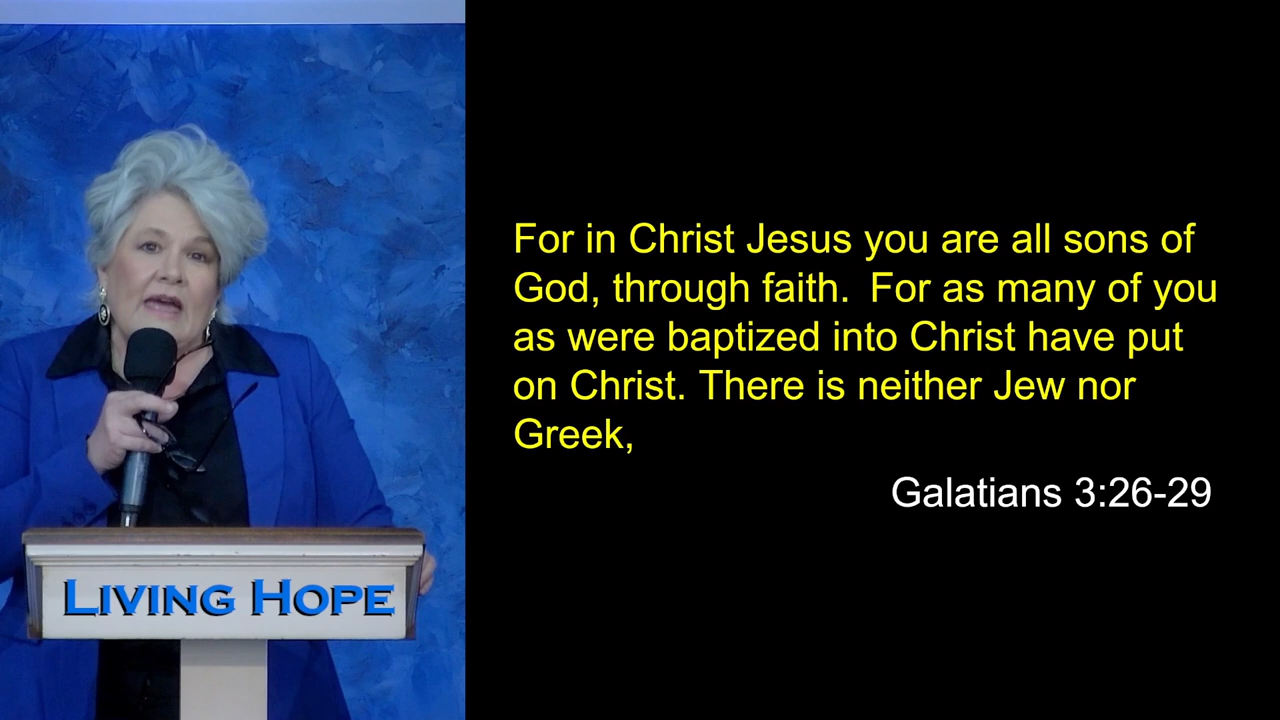 LIVING HOPE
For in Christ Jesus you are all sons of
God, through faith.  For as many of you
as were baptized into Christ have put
on Christ. There is neither Jew nor
Greek,
Galatians 3:26-29